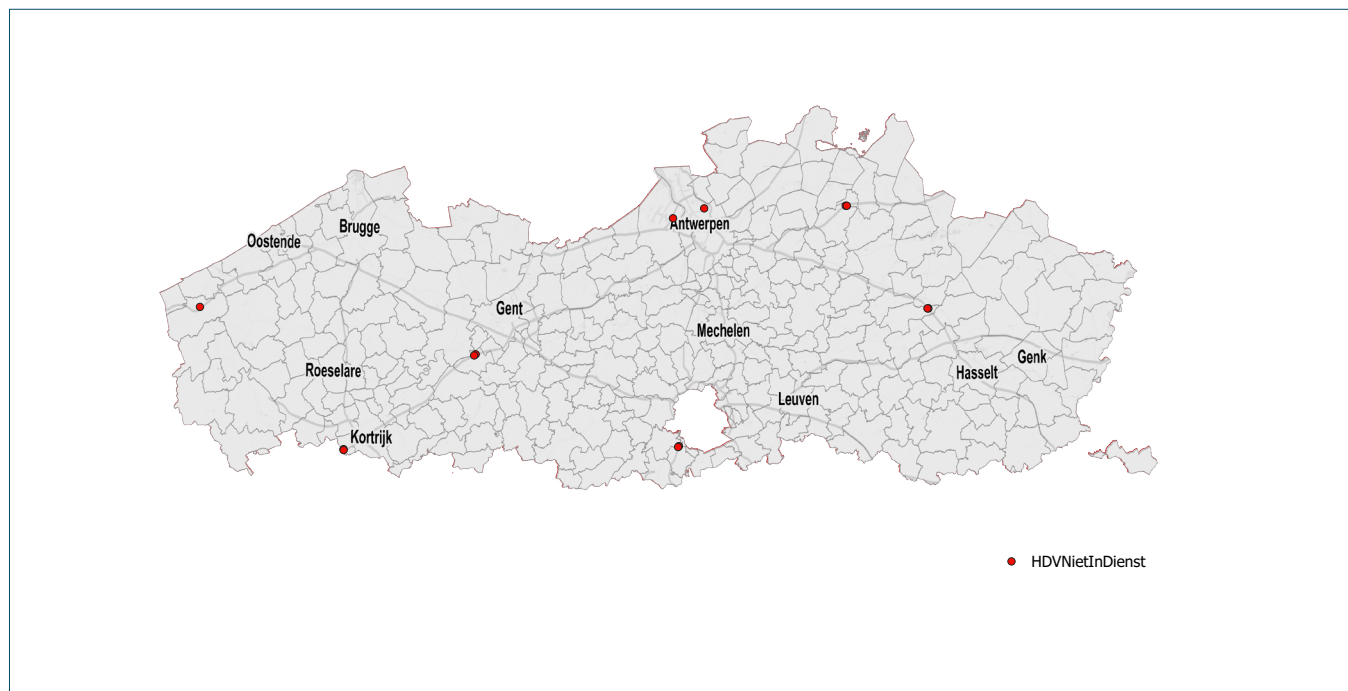 Antwerpen
Brugge
Oostende
Gent
Mechelen
Genk
Roeselare
Hasselt
Leuven
Kortrijk
HDVNietInDienst